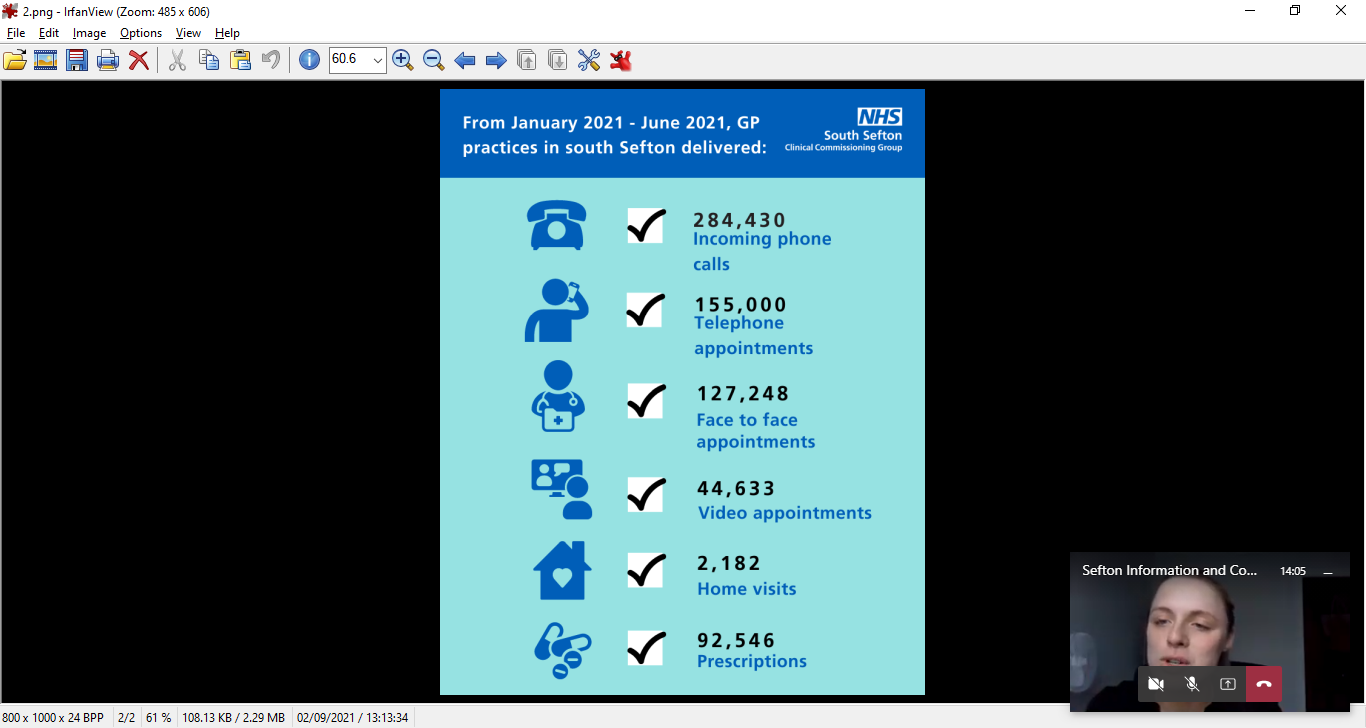 2.png - IrfanView (Zoom: 485 x 606)
File Edit Image Options View Help
60.6
From January 2021 - June 2021, GP
practices in south Sefton delivered:
NHS
South Sefton
Clinical Commissioning Group
284,430
Incoming phone
calls
155,000
Telephone
appointments
127,248
Face to face
appointments
44,633
Video appointments
2,182
Home visits
92,546
Prescriptions
Sefton Information and Co... 14:05
800 x 1000 x 24 BPP 2/2 61 % 108.13 KB / 2.29 MB 02/09/2021 / 13:13:34